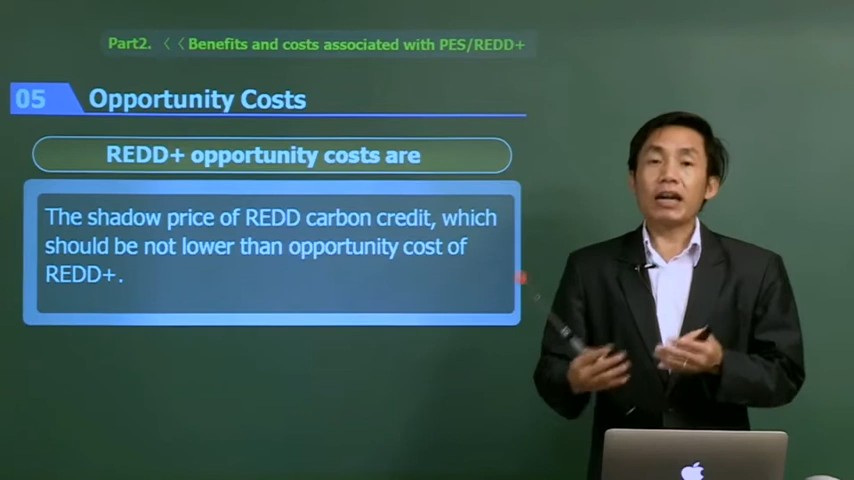 Part2. 〈〈 Benefits and costs associated with PES/REDD+
05 Opportunity Costs
REDD+ opportunity costs are
The shadow price of REDD carbon credit, which
should be not lower than opportunity cost of
REDD+.